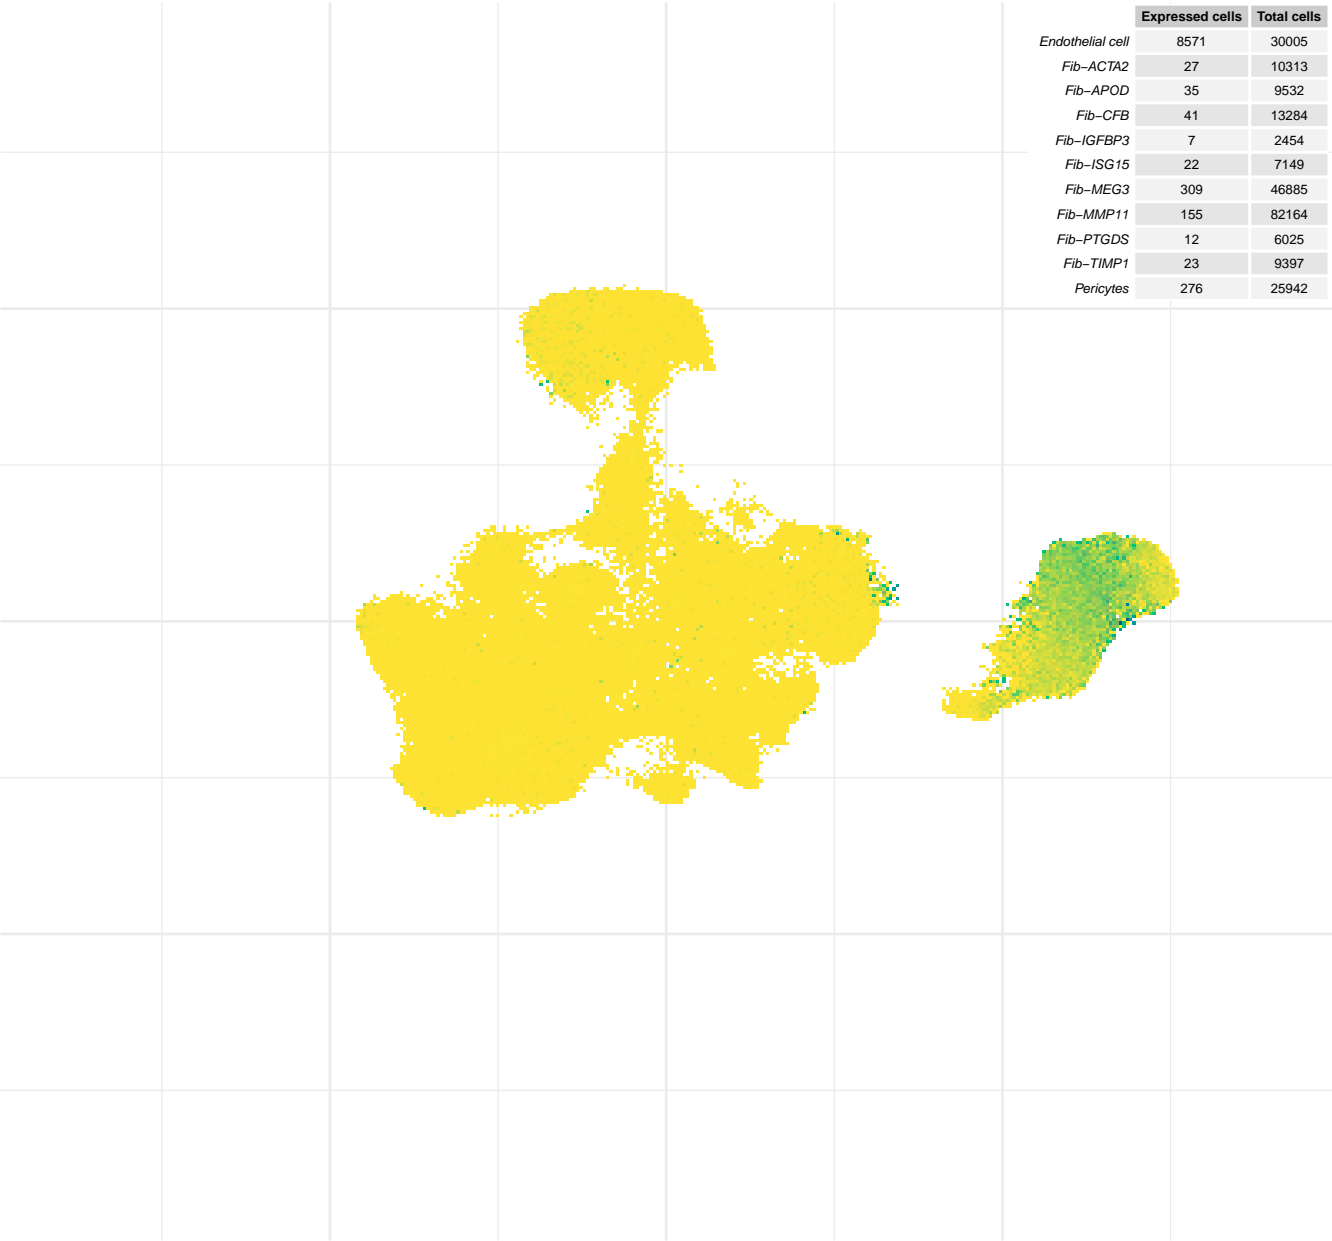 Expressed cells Total cells
Endothelial cell 8571 30005
Fib−ACTA2 27 10313
Fib−APOD 35 9532
Fib−CFB 41 13284
Fib−IGFBP3 7 2454
Fib−ISG15 22 7149
Fib−MEG3 309 46885
Fib−MMP11 155 82164
Fib−PTGDS 12 6025
Fib−TIMP1 23 9397
Pericytes 276 25942